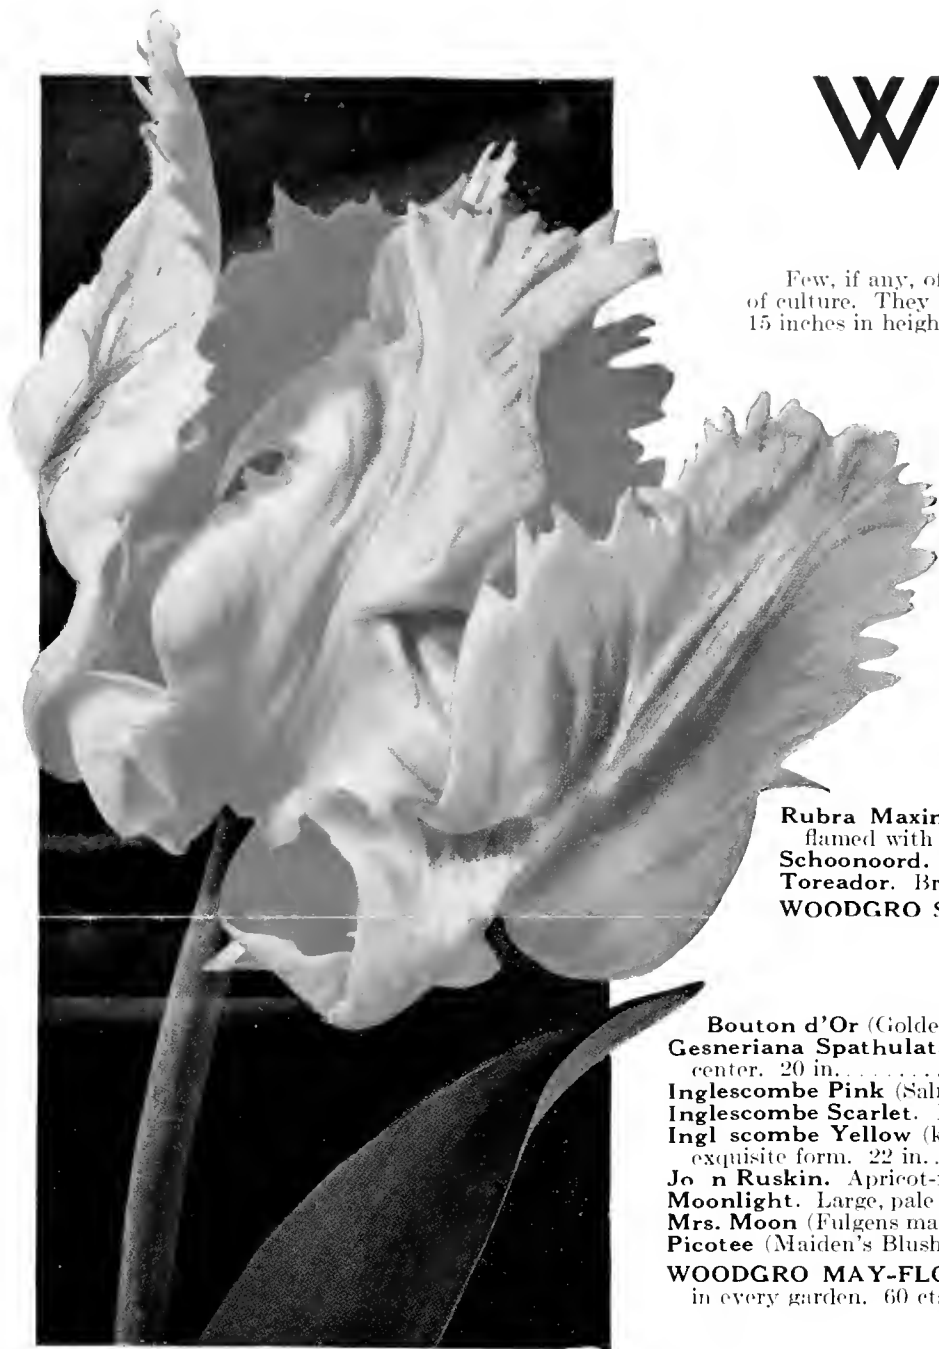 W
Few, if any, of
of culture. They
15 inches in heigh
Rubra Maxin
flamed with
Schoonoord.
Toreador. Br
WOODGRO S
Bouton d'Or (Golde
Gesneriana Spathulat
center. 20 in.........
Inglescombe Pink (Sal
Inglescombe Scarlet.
Ingl scombe Yellow (
exquisite form. 22 in..
Jo n Ruskin. Apricot-
Moonlight. Large, pale
Mrs. Moon (Fulgens ma
Picotee (Maiden's Blush
WOODGRO MAY-FLO
in every garden. 60 ct